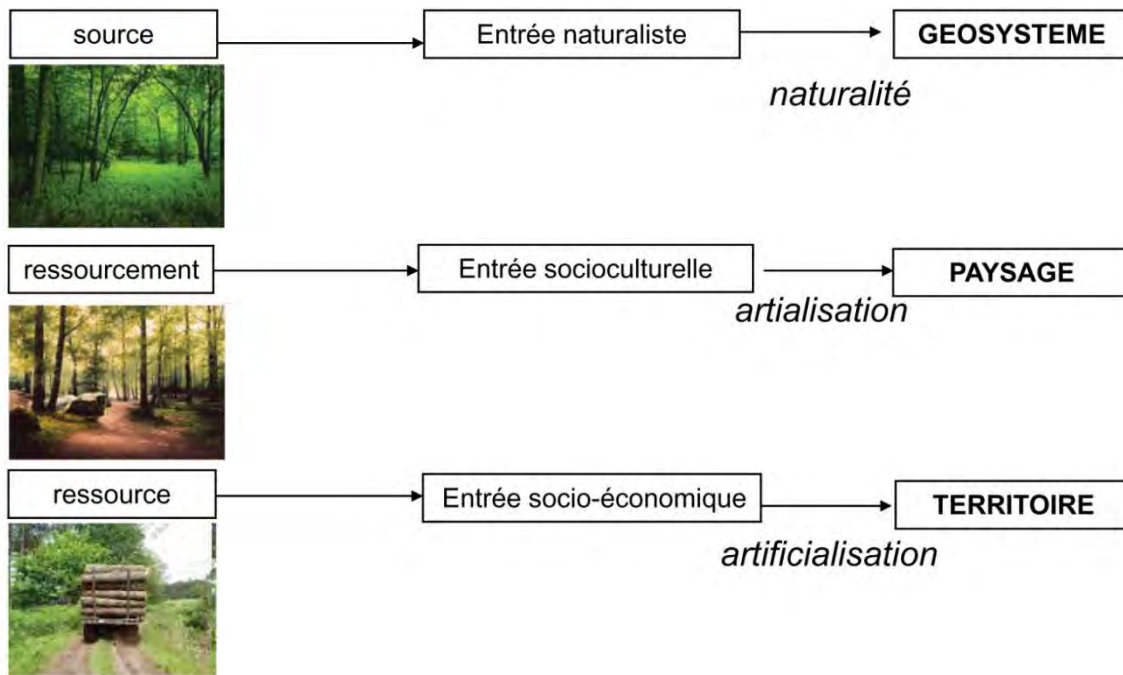 source
Entrée naturaliste
GEOSYSTEME
naturalité
ressourcement
Entrée socioculturelle
PAYSAGE
artialisation
ressource
Entrée socio-économique
TERRITOIRE
artificialisation